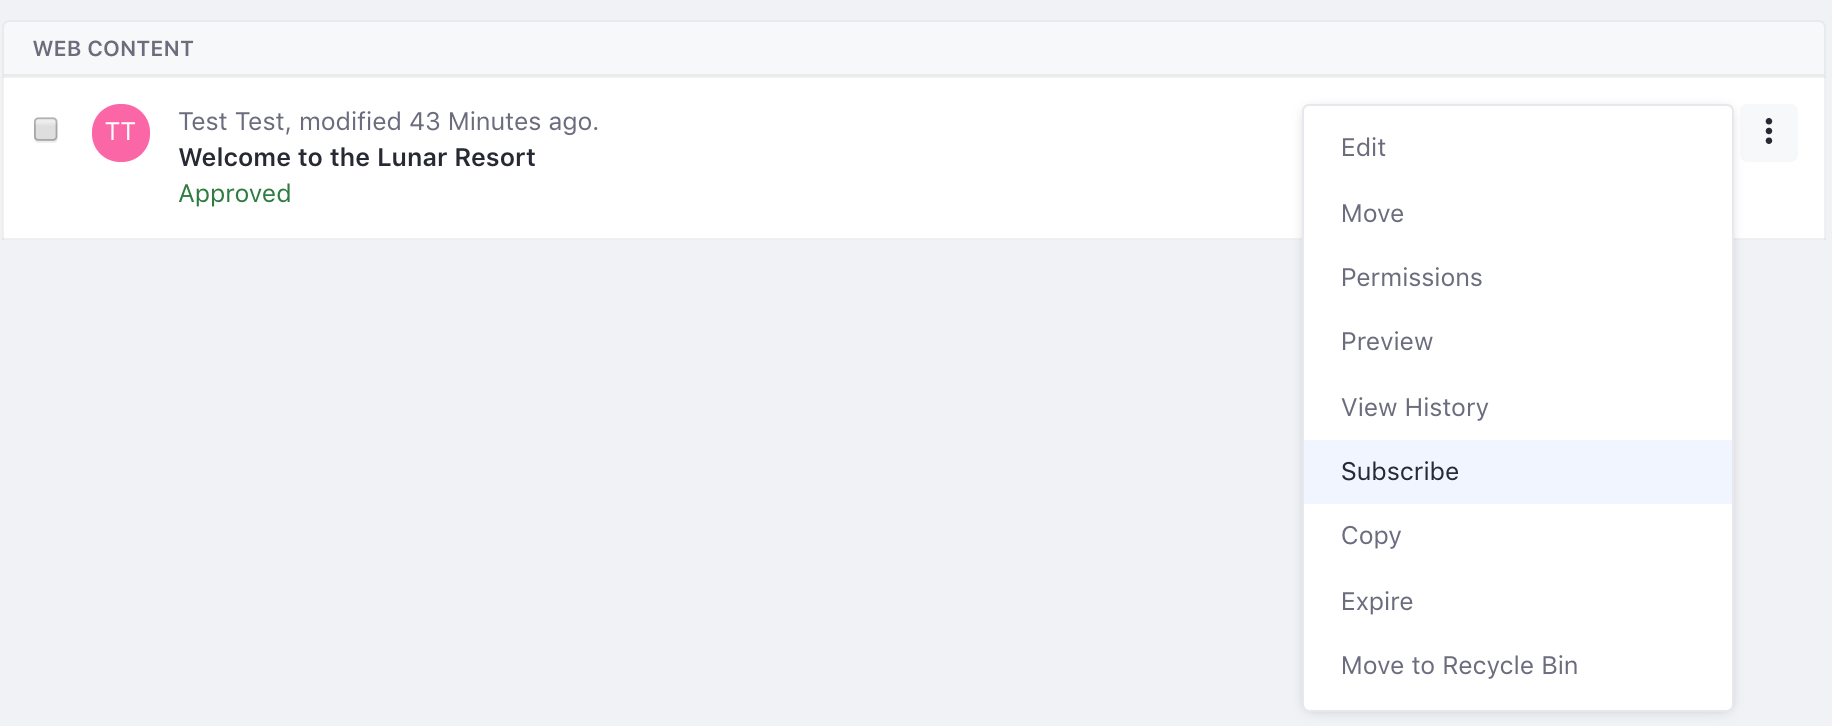 WEB CONTENT
TT
Test Test, modified 43 Minutes ago.
Welcome to the Lunar Resort
Approved
Edit
Move
Permissions
Preview
View History
Subscribe
Copy
Expire
Move to Recycle Bin